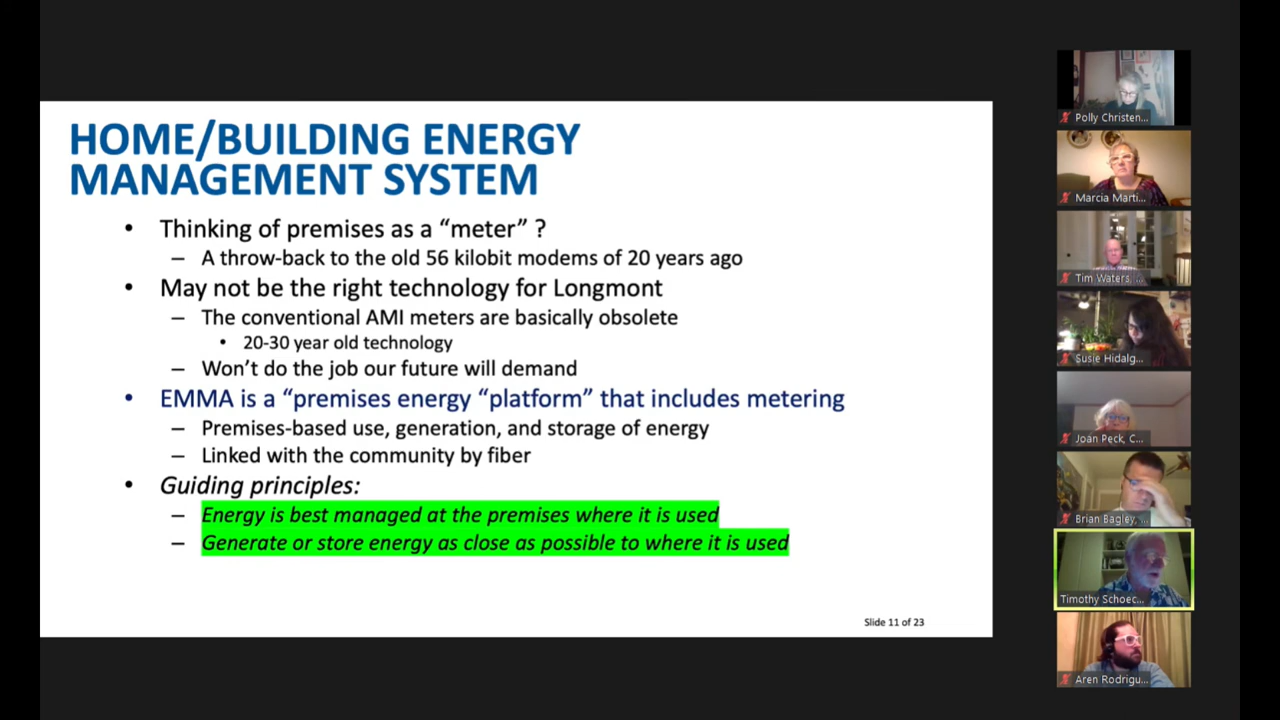 HOME/BUILDING ENERGY
MANAGEMENT SYSTEM
• Thinking of premises as a “meter” ?
– A throw-back to the old 56 kilobit modems of 20 years ago
• May not be the right technology for Longmont
– The conventional AMI meters are basically obsolete
• 20-30 year old technology
– Won’t do the job our future will demand
• EMMA is a “premises energy “platform” that includes metering
– Premises-based use, generation, and storage of energy
– Linked with the community by fiber
• Guiding principles:
– Energy is best managed at the premises where it is used
– Generate or store energy as close as possible to where it is used
Slide 11 of 23
Polly Christen...
Marcia Marti...
Tim Waters, ...
Susie Hidalg...
Joan Peck, C...
Brian Bagley, ...
Timothy Schoec...
Aren Rodrigu...